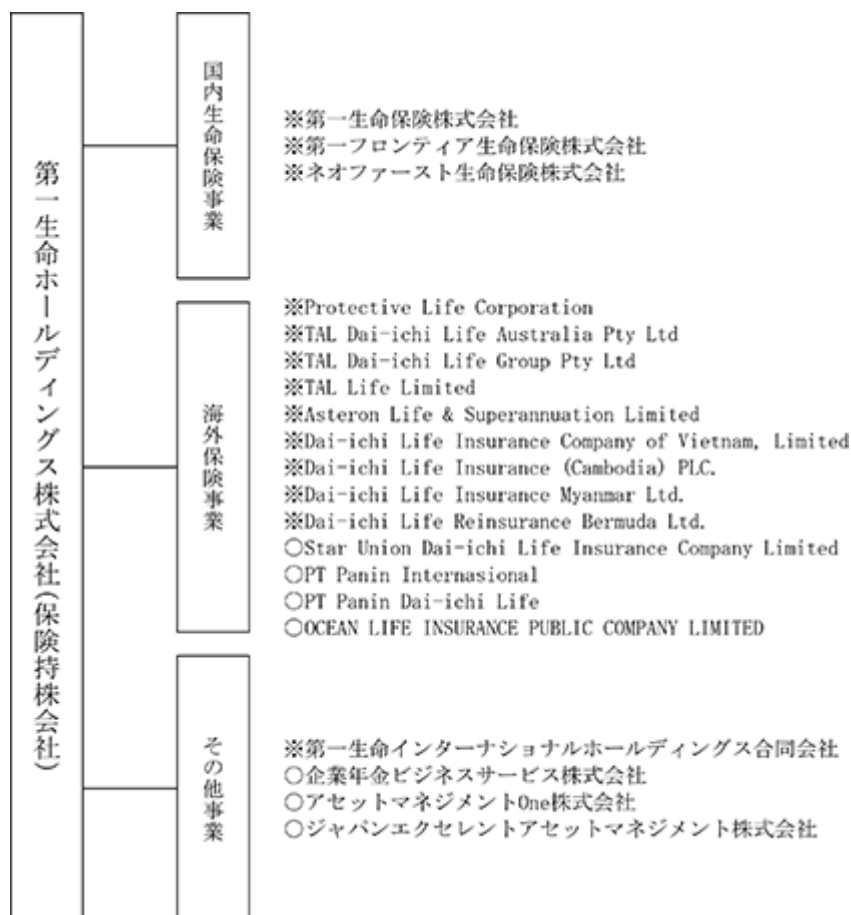 第一生命ホールディングス株式会社(保険持株会社)
国内生命保険事業
※第一生命保険株式会社
※第一フロンティア生命保険株式会社
※ネオファースト生命保険株式会社
海外保険事業
※Protective Life Corporation
※TAL Dai-ichi Life Australia Pty Ltd
※TAL Dai-ichi Life Group Pty Ltd
※TAL Life Limited
※Asteron Life & Superannuation Limited
※Dai-ichi Life Insurance Company of Vietnam, Limited
※Dai-ichi Life Insurance (Cambodia) PLC.
※Dai-ichi Life Insurance Myanmar Ltd.
※Dai-ichi Life Reinsurance Bermuda Ltd.
○Star Union Dai-ichi Life Insurance Company Limited
○PT Panin Internasional
○PT Panin Dai-ichi Life
○OCEAN LIFE INSURANCE PUBLIC COMPANY LIMITED
その他事業
※第一生命インターナショナルホールディングス合同会社
○企業年金ビジネスサービス株式会社
○アセットマネジメントOne株式会社
○ジャパンエクセレントアセットマネジメント株式会社